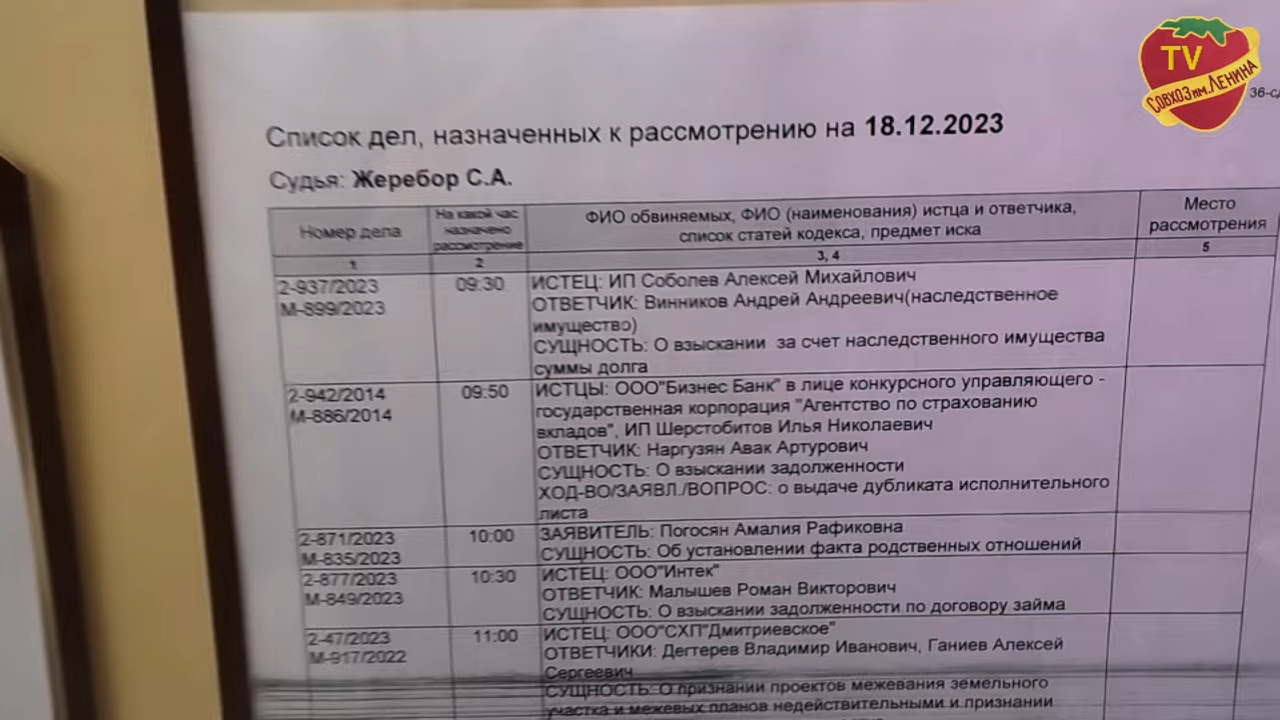 TV
СОВХОЗ им. ЛЕНИНА
Список дел, назначенных к рассмотрению на 18.12.2023
Судья: Жеребор С.А.
Номер дела
На какой час
назначено
рассмотрение
ФИО обвиняемых, ФИО (наименования) истца и ответчика,
список статей кодекса, предмет иска
Место
рассмотрения
1
2
3, 4
5
2-937/2023
М-899/2023
09:30
ИСТЕЦ: ИП Соболев Алексей Михайлович
ОТВЕТЧИК: Винников Андрей Андреевич(наследственное
имущество)
СУЩНОСТЬ: О взыскании за счет наследственного имущества
суммы долга
2-942/2014
М-886/2014
09:50
ИСТЦЫ: ООО"Бизнес Банк" в лице конкурсного управляющего -
государственная корпорация "Агентство по страхованию
вкладов", ИП Шерстобитов Илья Николаевич
ОТВЕТЧИК: Наргузян Авак Артурович
СУЩНОСТЬ: О взыскании задолженности
ХОД-ВО/ЗАЯВЛ./ВОПРОС: о выдаче дубликата исполнительного
листа
2-871/2023
М-835/2023
10:00
ЗАЯВИТЕЛЬ: Погосян Амалия Рафиковна
СУЩНОСТЬ: Об установлении факта родственных отношений
2-877/2023
М-849/2023
10:30
ИСТЕЦ: ООО"Интек"
ОТВЕТЧИК: Малышев Роман Викторович
СУЩНОСТЬ: О взыскании задолженности по договору займа
2-47/2023
М-917/2022
11:00
ИСТЕЦ: ООО"СХП"Дмитриевское"
ОТВЕТЧИКИ: Дегтерев Владимир Иванович, Ганиев Алексей
Сергеевич
СУЩНОСТЬ: О признании проектов межевания земельного
участка и межевых планов недействительными и признании